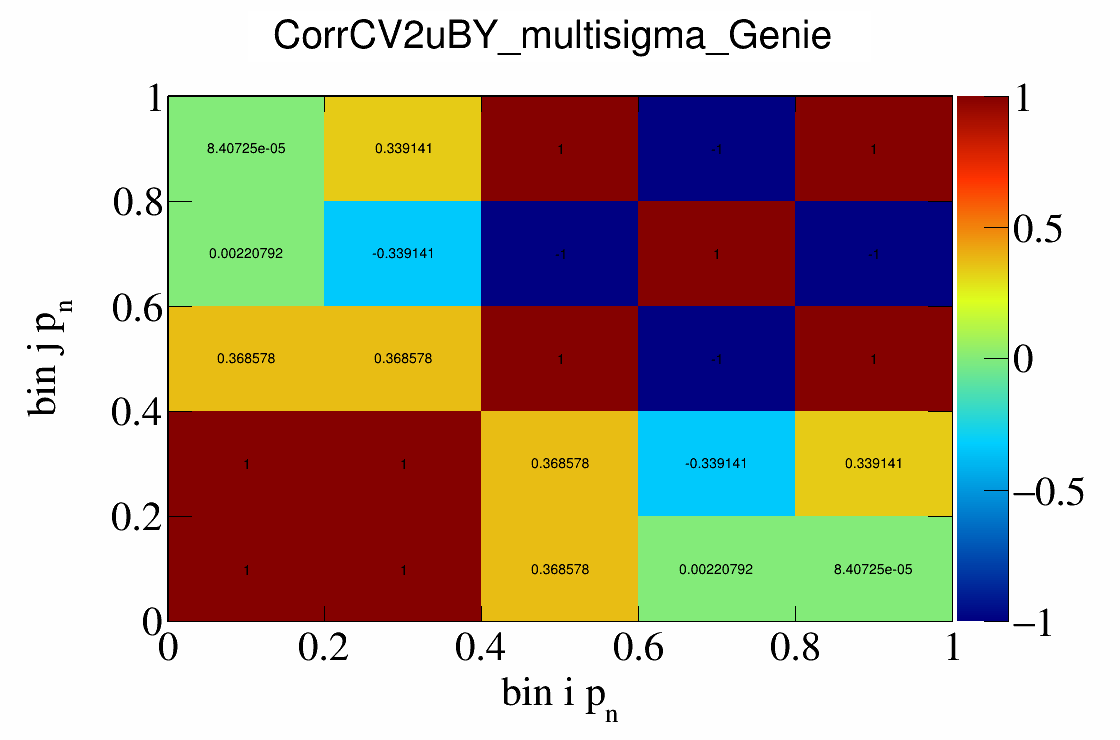 CorrCV2uBY_multisigma_Genie
1
8.40725e-05 0.339141 1 -1 1
1
0.8
0.5
0.00220792 -0.339141 -1 1 -1
0.6
0.368578 0.368578 1 -1 1
0
bin j pn
0.4
1 1 0.368578 -0.339141 0.339141
−0.5
0.2
1 1 0.368578 0.00220792 8.40725e-05
0
−1
0 0.2 0.4 0.6 0.8 1
bin i pn